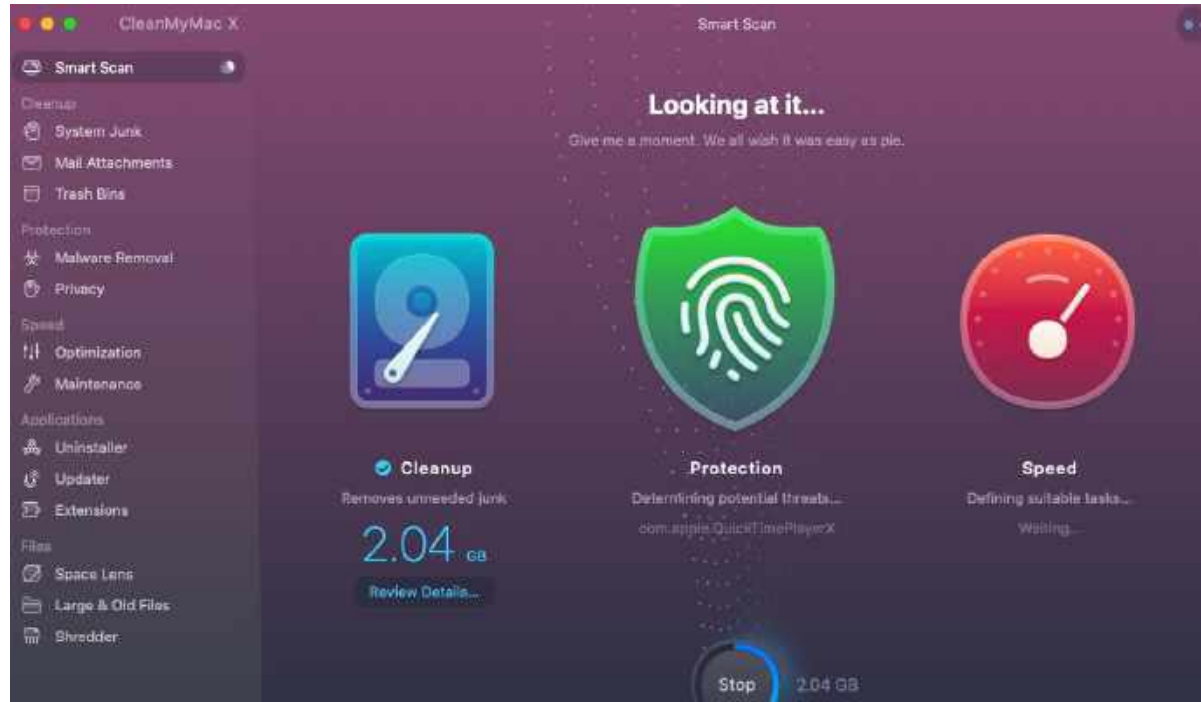 CleanMyMac X
Smart Scan
Smart Scan
Cleanup
System Junk
Mail Attachments
Trash Bins
Protection
Malware Removal
Privacy
Speed
Optimization
Maintenance
Applications
Uninstaller
Updater
Extensions
Files
Space Lens
Large & Old Files
Shredder
Looking at it...
Give me a moment. We all wish it was easy as pie.
Cleanup
Removes unneeded junk
2.04 GB
Review Details...
Protection
Determining potential threats...
com.apple.QuickTimePlayerX
Speed
Defining suitable tasks...
Waiting...
Stop
2.04 GB